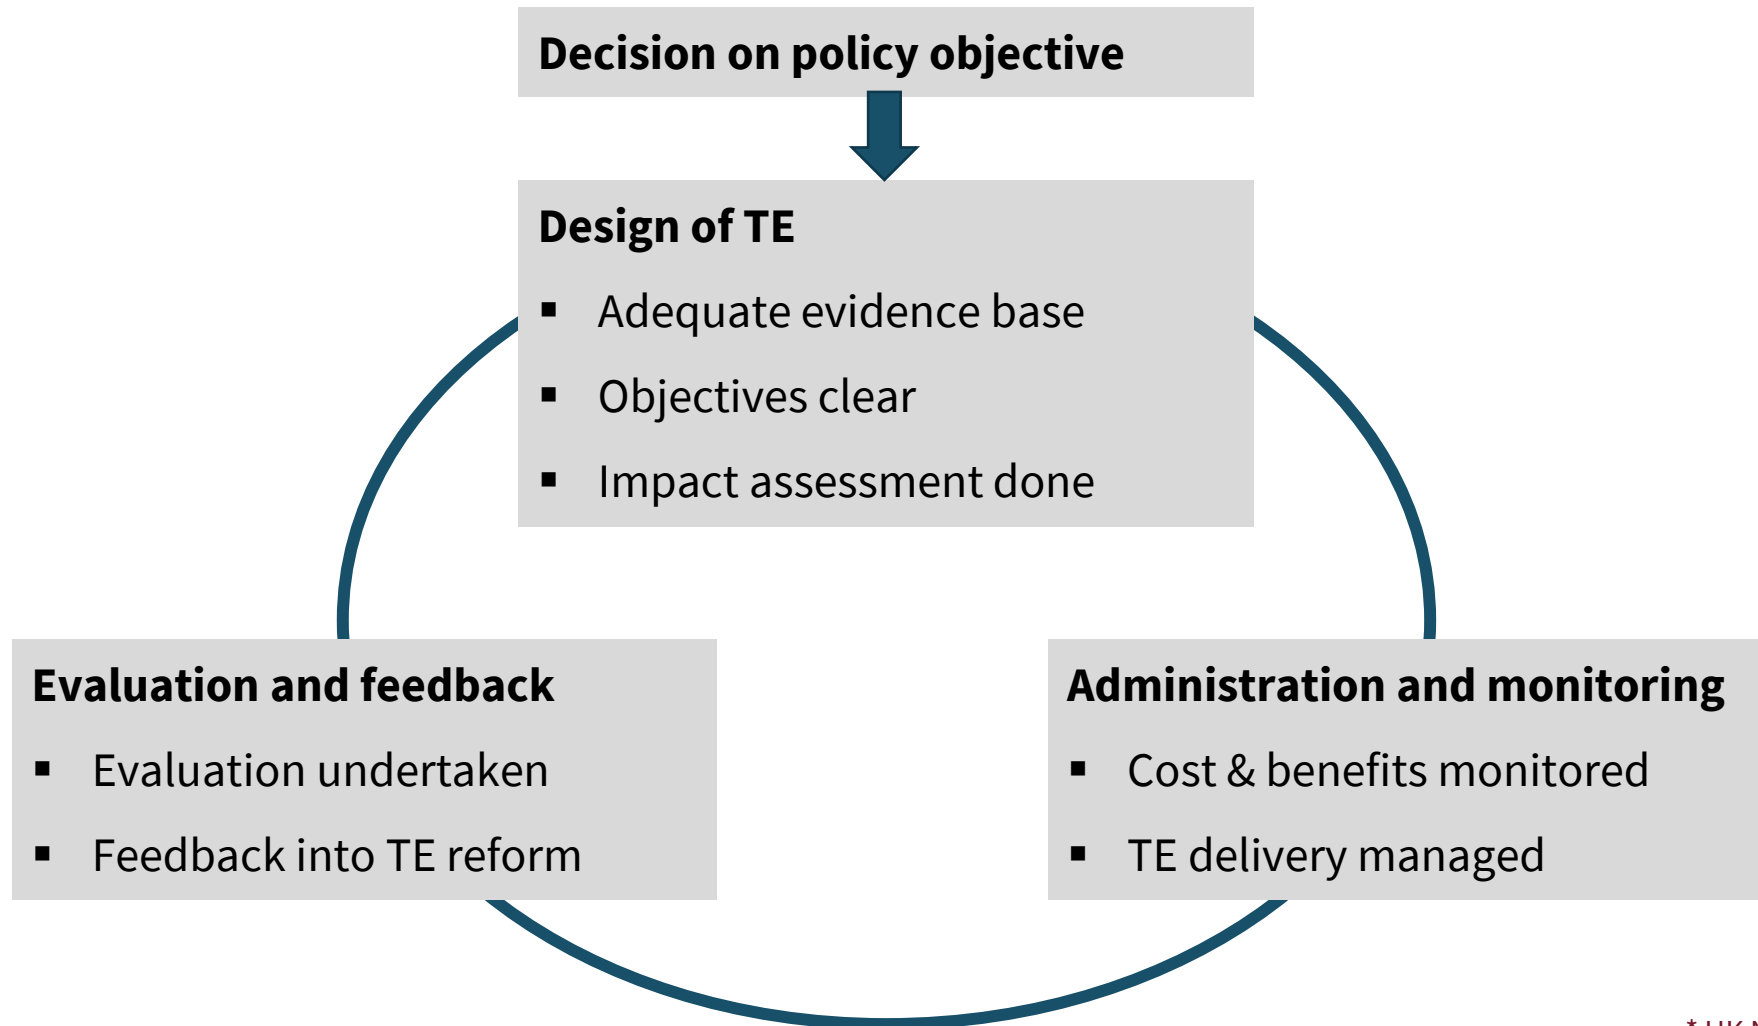 Decision on policy objective
Design of TE
▪ Adequate evidence base
▪ Objectives clear
▪ Impact assessment done
Evaluation and feedback
▪ Evaluation undertaken
▪ Feedback into TE reform
Administration and monitoring
▪ Cost & benefits monitored
▪ TE delivery managed